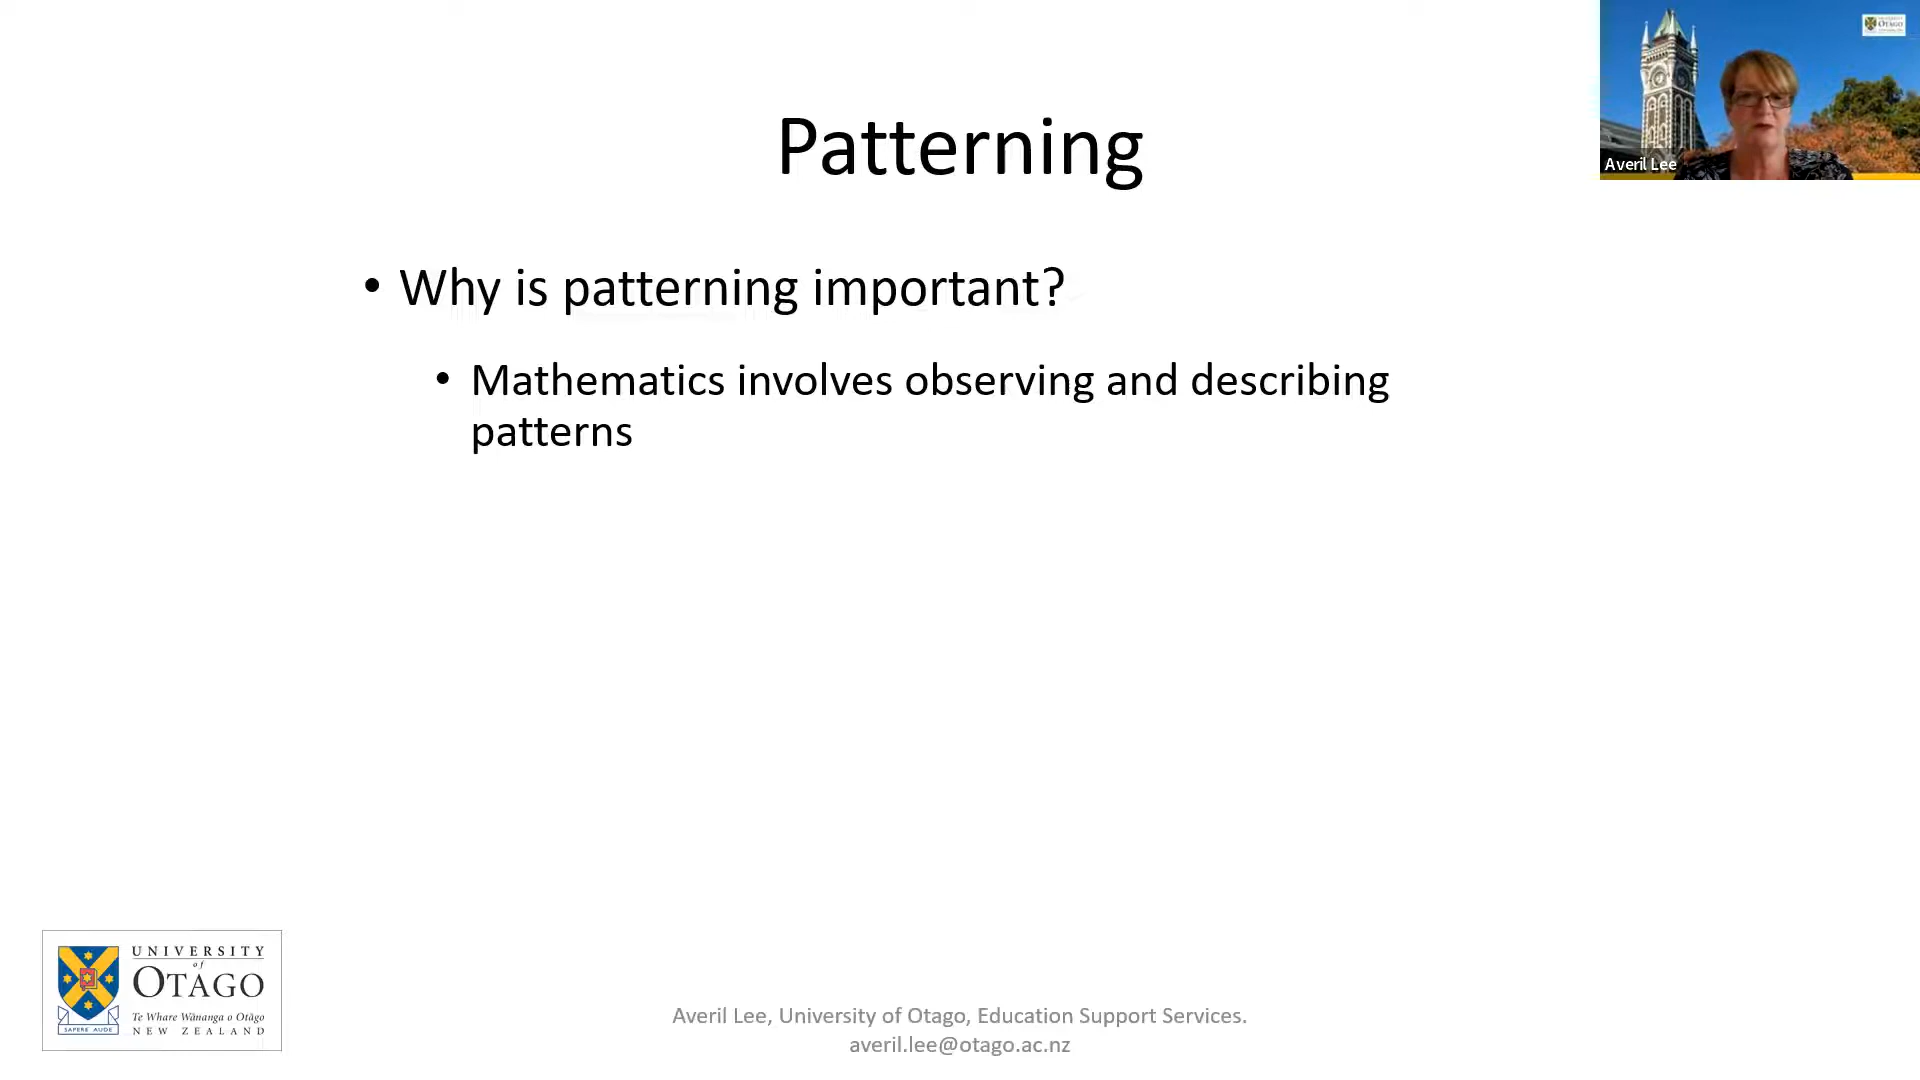 Patterning
Averil Lee
• Why is patterning important?
• Mathematics involves observing and describing
patterns
UNIVERSITY
of
OTAGO
Te Whare Wānanga o Otāgo
NEW ZEALAND
SAPERE AUDE
Averil Lee, University of Otago, Education Support Services.
averil.lee@otago.ac.nz